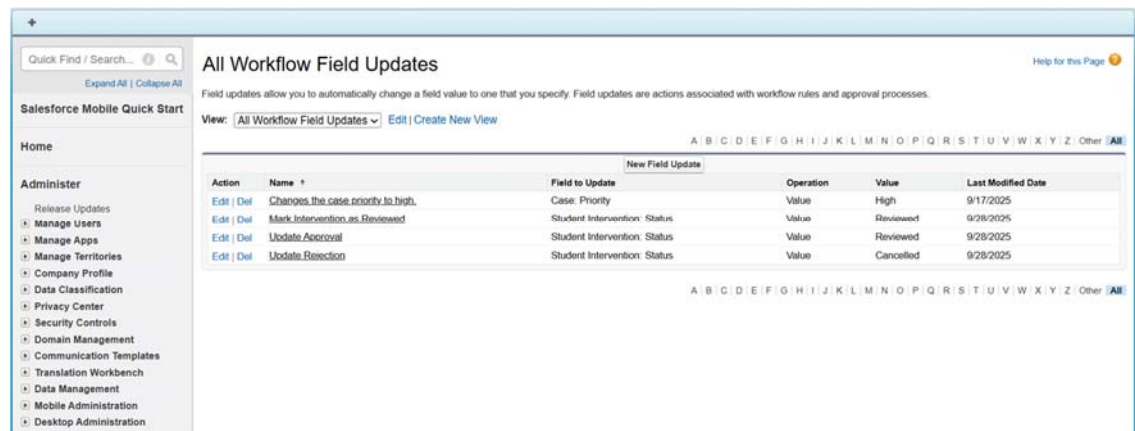 +
Quick Find / Search...
Expand All | Collapse All
Salesforce Mobile Quick Start
Home
Administer
Release Updates
Manage Users
Manage Apps
Manage Territories
Company Profile
Data Classification
Privacy Center
Security Controls
Domain Management
Communication Templates
Translation Workbench
Data Management
Mobile Administration
Desktop Administration
All Workflow Field Updates
Help for this Page
Field updates allow you to automatically change a field value to one that you specify. Field updates are actions associated with workflow rules and approval processes.
View: All Workflow Field Updates Edit | Create New View
A B C D E F G H I J K L M N O P Q R S T U V W X Y Z Other All
New Field Update
Action Name ↑ Field to Update Operation Value Last Modified Date
Edit | Del Changes the case priority to high. Case: Priority Value High 9/17/2025
Edit | Del Mark Intervention as Reviewed Student Intervention: Status Value Reviewed 9/28/2025
Edit | Del Update Approval Student Intervention: Status Value Reviewed 9/28/2025
Edit | Del Update Rejection Student Intervention: Status Value Cancelled 9/28/2025
A B C D E F G H I J K L M N O P Q R S T U V W X Y Z Other All